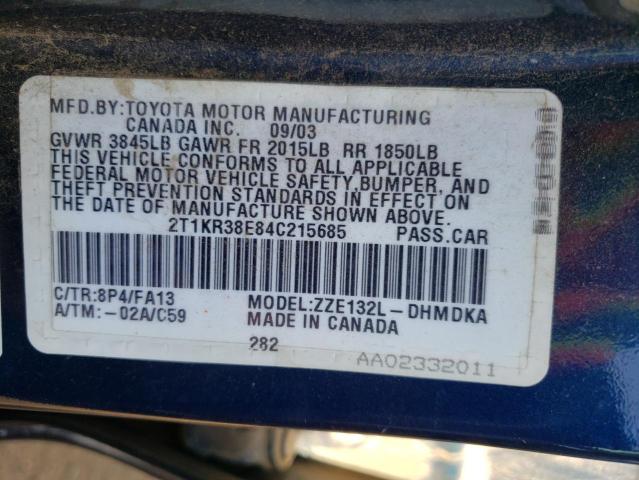 MFD.BY:TOYOTA MOTOR MANUFACTURING
CANADA INC. 09/03
GVWR 3845LB GAWR FR 2015LB RR 1850LB
THIS VEHICLE CONFORMS TO ALL APPLICABLE
FEDERAL MOTOR VEHICLE SAFETY,BUMPER, AND
THEFT PREVENTION STANDARDS IN EFFECT ON
THE DATE OF MANUFACTURE SHOWN ABOVE.
2T1KR38E84C215685 PASS.CAR
C/TR:8P4/FA13 MODEL:ZZE132L-DHMDKA
A/TM:-02A/C59 MADE IN CANADA
282
AA02332011